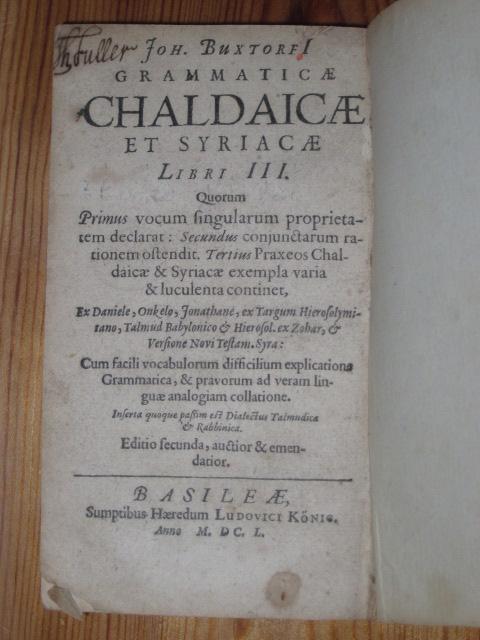 Th Fuller
JOH. BUXTORFI
GRAMMATICÆ
CHALDAICÆ
ET SYRIACÆ
LIBRI III.
Quorum
Primus vocum ſingularum proprieta-
tem declarat: Secundus conjunctarum ra-
tionem oſtendit. Tertius Praxeos Chal-
daicæ & Syriacæ exempla varia
& luculenta continet,
Ex Daniele, Onkelo, Jonathane, ex Targum Hieroſolymi-
tano, Talmud Babylonico & Hieroſol. ex Zohar, &
Verſione Novi Teſtam. Syra:
Cum facili vocabulorum difficilium explicatione
Grammatica, & pravorum ad veram lin-
guæ analogiam collatione.
Inſerta quoque paſſim eſt Dialectus Talmudica
& Rabbinica.
Editio ſecunda, auctior & emen-
datior.
BASILEÆ,
Sumptibus Hæredum LUDOVICI KÖNIG.
Anno M. DC. L.